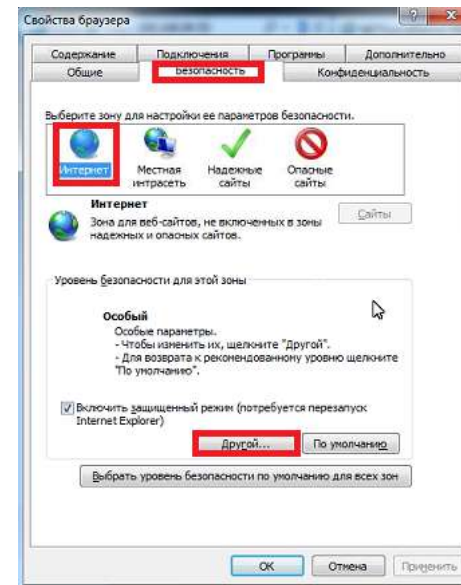 Свойства браузера
Содержание Подключения Программы Дополнительно
Общие Безопасность Конфиденциальность
Выберите зону для настройки ее параметров безопасности.
Интернет Местная интрасеть Надежные сайты Опасные сайты
Интернет
Зона для веб-сайтов, не включенных в зоны
надежных и опасных сайтов.
Сайты
Уровень безопасности для этой зоны
Особый
Особые параметры.
- Чтобы изменить их, щелкните "Другой".
- Для возврата к рекомендованному уровню щелкните
"По умолчанию".
Включить защищенный режим (потребуется перезапуск
Internet Explorer)
Другой... По умолчанию
Выбрать уровень безопасности по умолчанию для всех зон
OK Отмена Применить